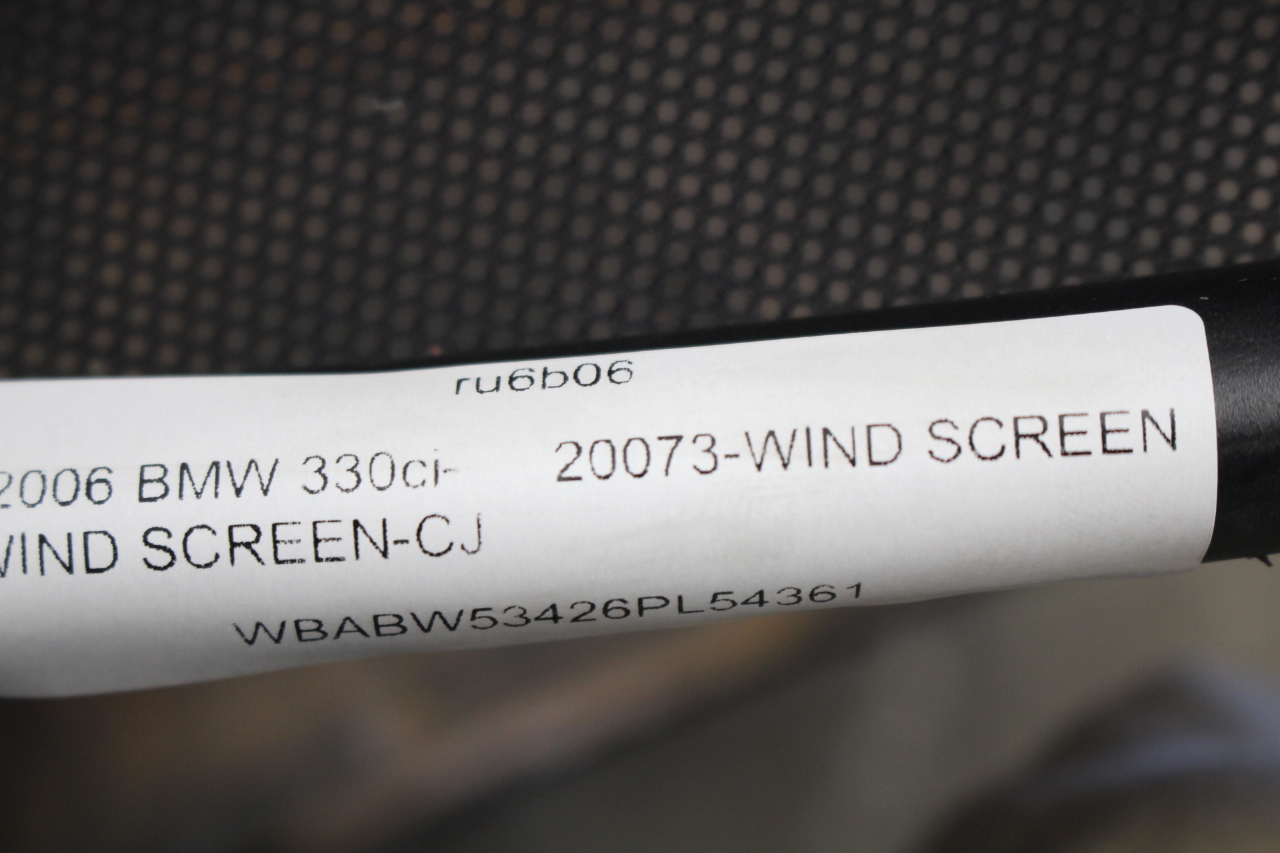 ru6b06
2006 BMW 330ci- 20073-WIND SCREEN
WIND SCREEN-CJ
WBABW53426PL54361